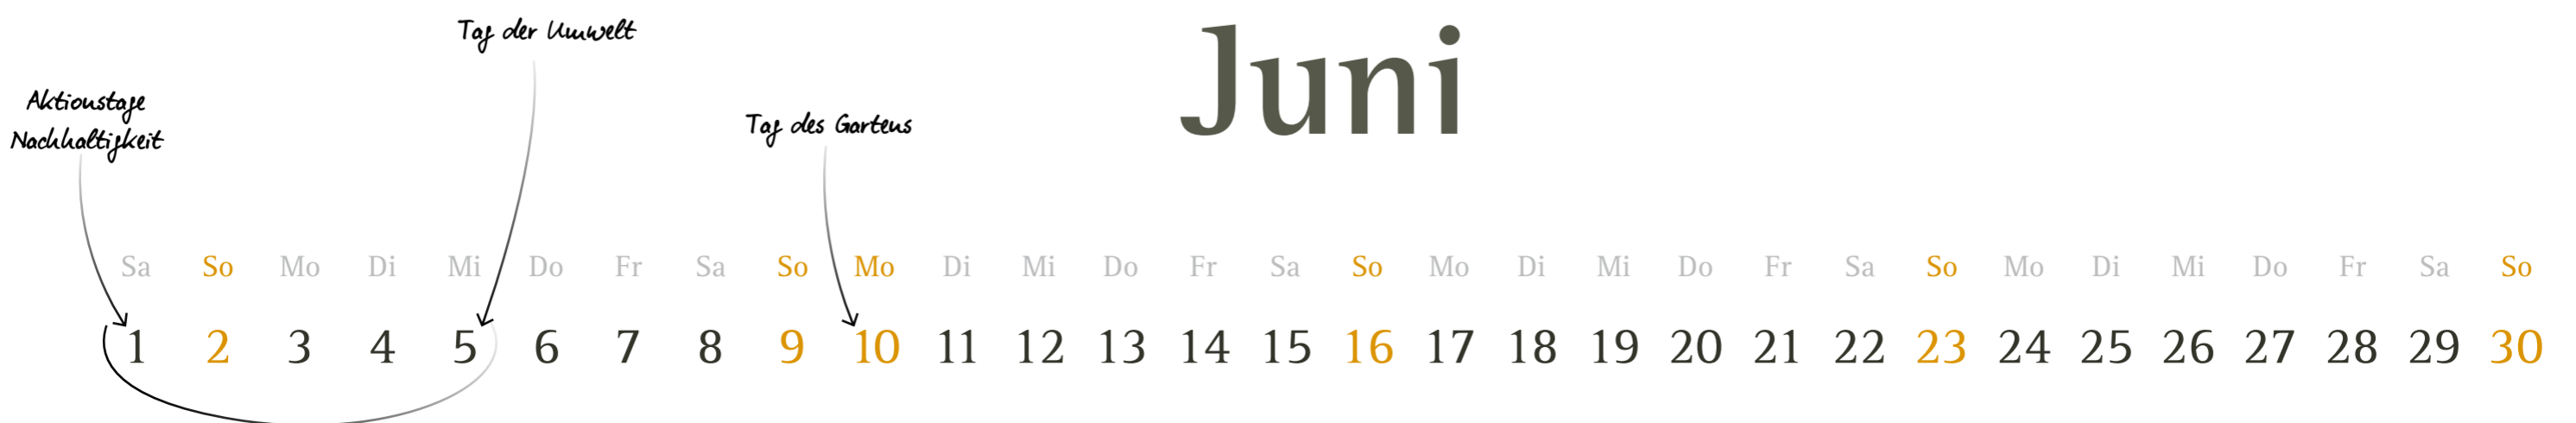 Tag der Umwelt
Juni
Aktionstage
Nachhaltigkeit
Tag des Gartens
Sa So Mo Di Mi Do Fr Sa So Mo Di Mi Do Fr Sa So Mo Di Mi Do Fr Sa So Mo Di Mi Do Fr Sa So
1 2 3 4 5 6 7 8 9 10 11 12 13 14 15 16 17 18 19 20 21 22 23 24 25 26 27 28 29 30